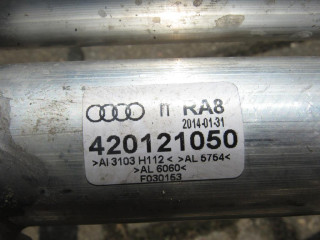 П RA8
2014-01-31
420121050
>Al 3103 H112 < >AL 5754<
>AL 6060<
F030153